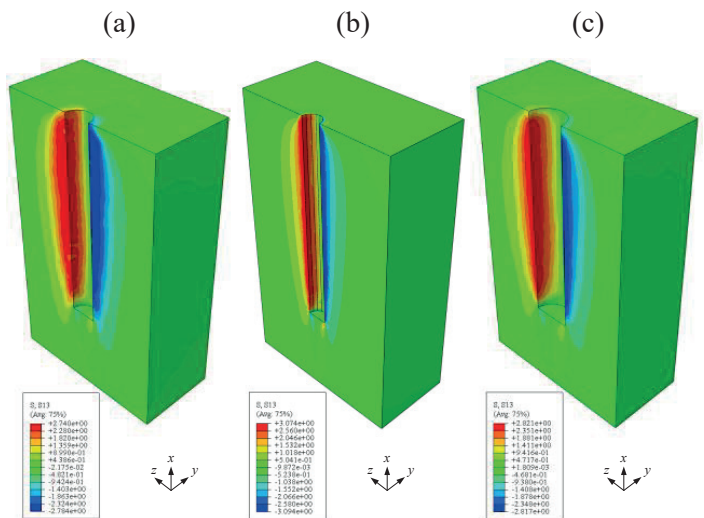 (a)
(b)
(c)
x
z
y
x
z
y
x
z
y
S, S13
(Avg: 75%)
+2.740e+00
+2.280e+00
+1.820e+00
+1.359e+00
+8.990e-01
+4.386e-01
-2.175e-02
-4.821e-01
-9.424e-01
-1.403e+00
-1.863e+00
-2.324e+00
-2.784e+00
S, S13
(Avg: 75%)
+3.074e+00
+2.560e+00
+2.046e+00
+1.532e+00
+1.018e+00
+5.041e-01
-9.872e-03
-5.238e-01
-1.038e+00
-1.552e+00
-2.066e+00
-2.580e+00
-3.094e+00
S, S13
(Avg: 75%)
+2.821e+00
+2.351e+00
+1.881e+00
+1.411e+00
+9.416e-01
+4.717e-01
+1.809e-03
-4.681e-01
-9.380e-01
-1.408e+00
-1.878e+00
-2.348e+00
-2.817e+00